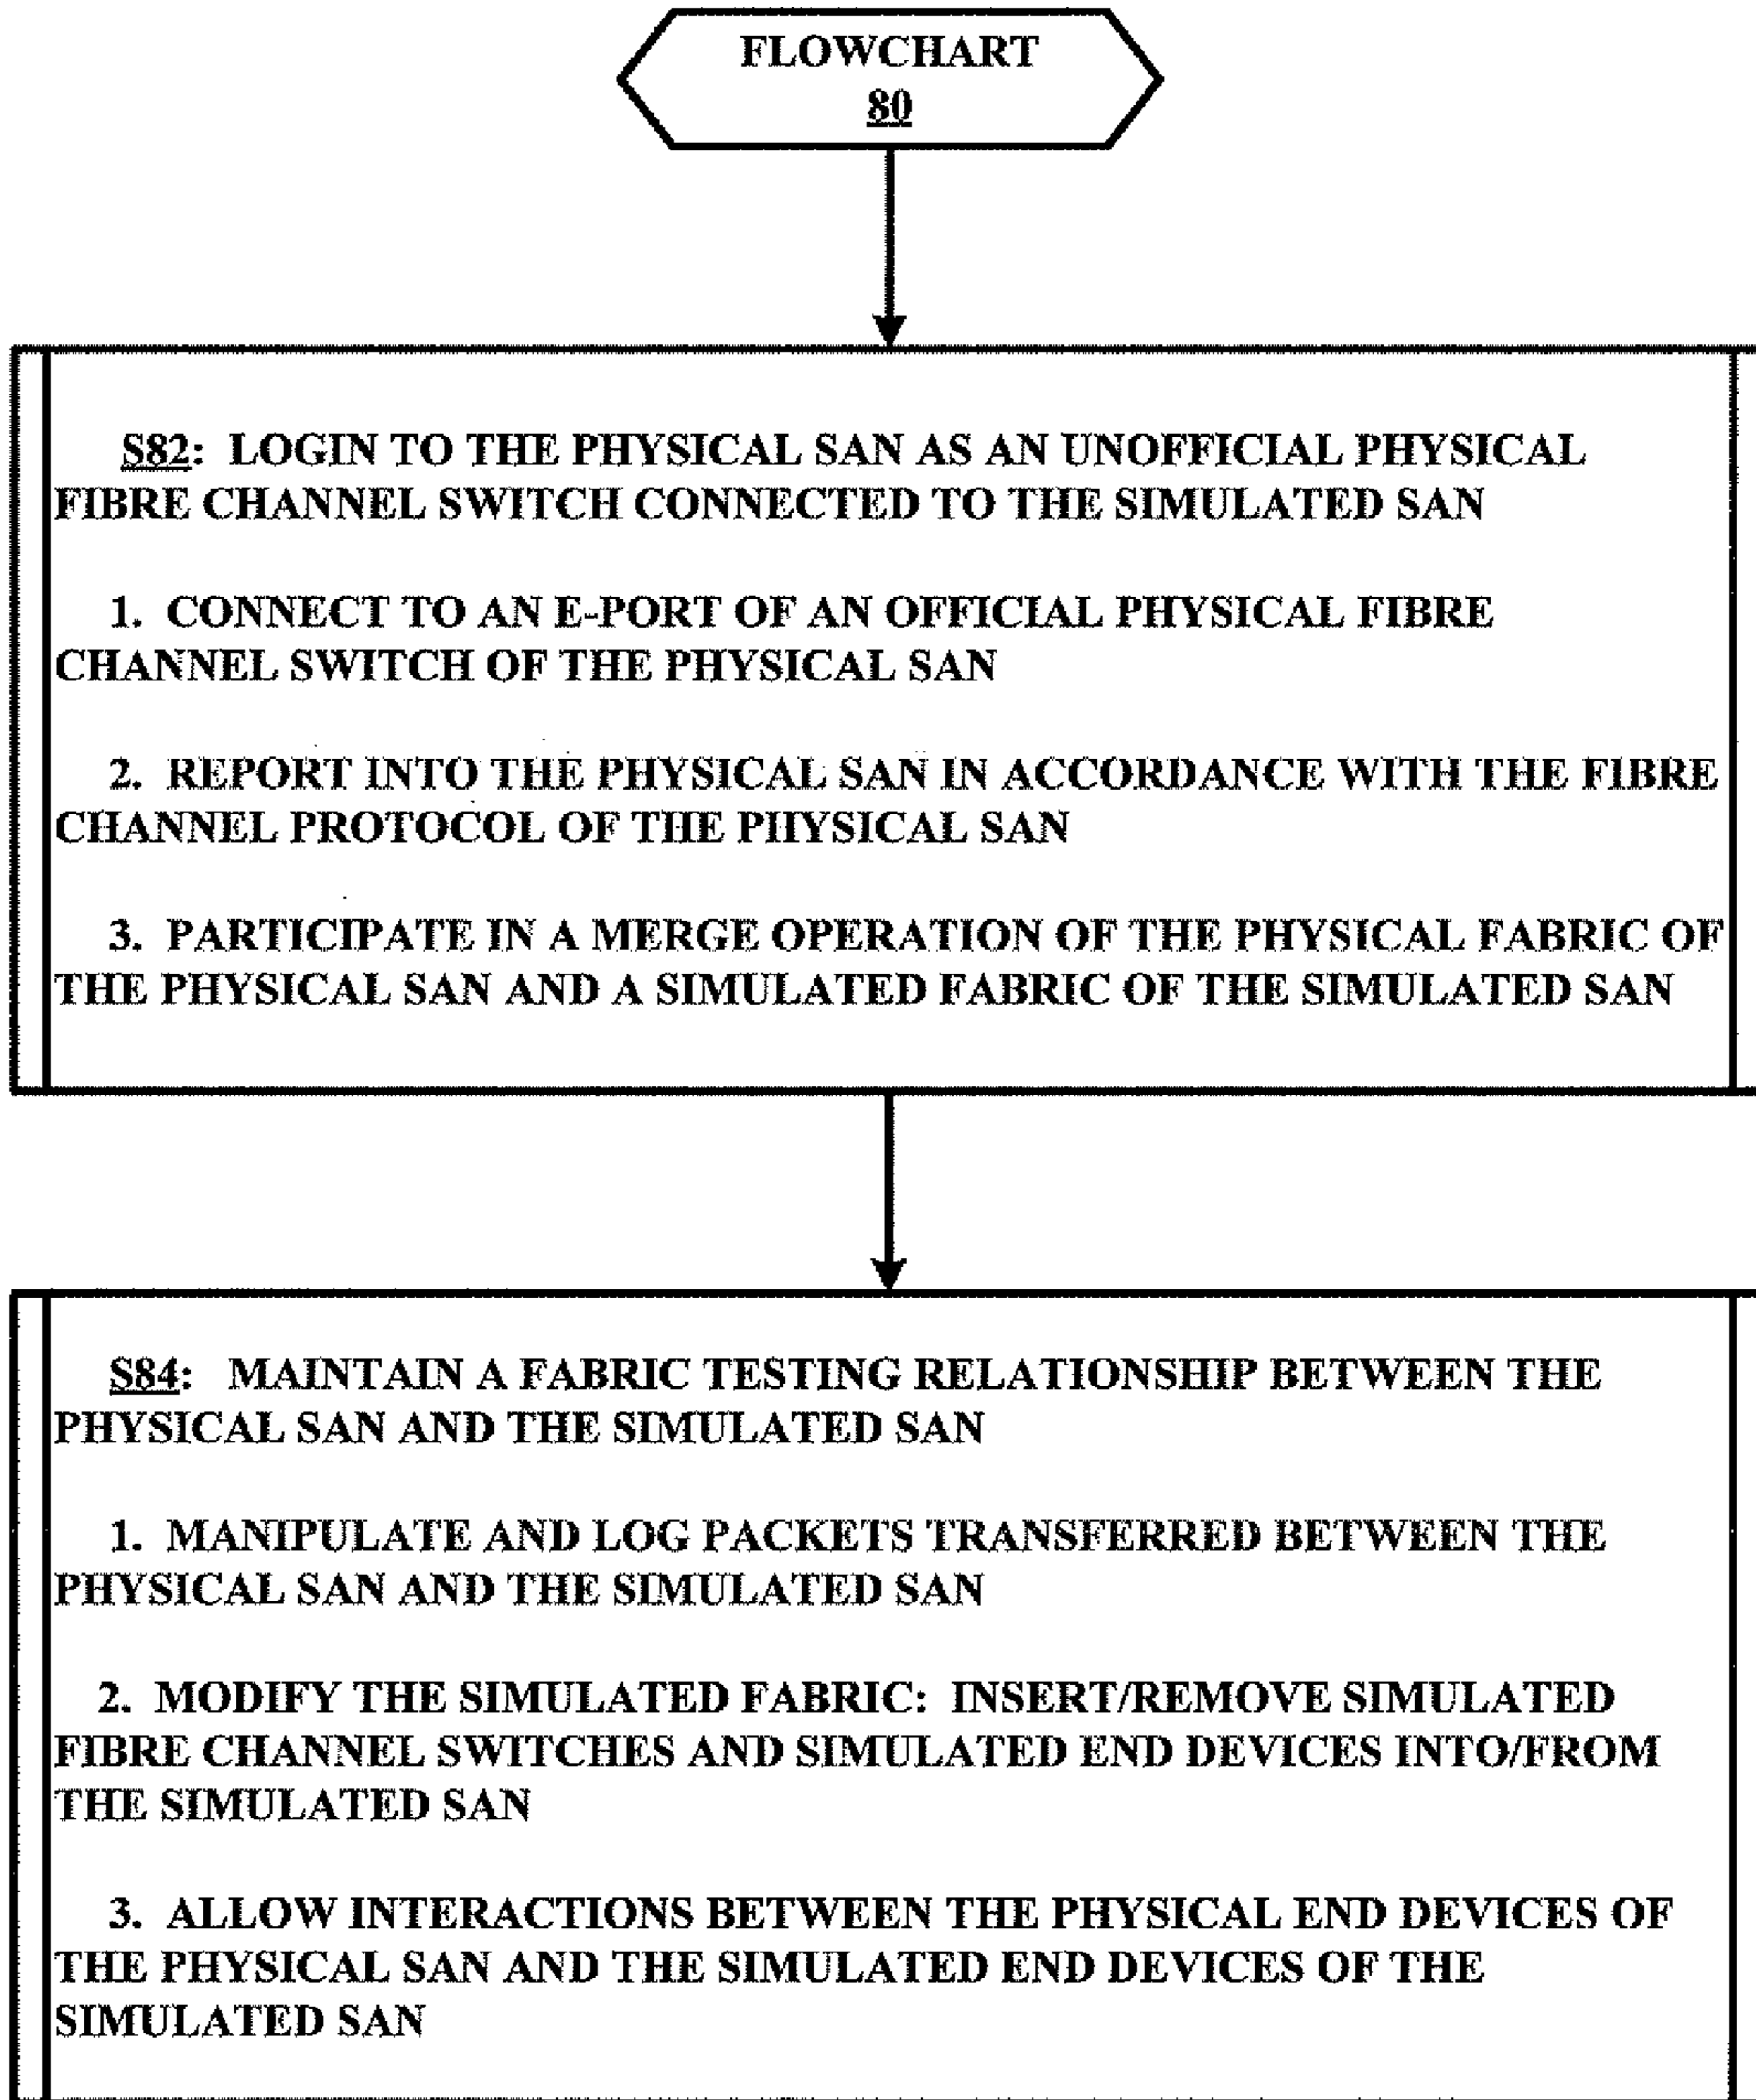 FLOWCHART
80
S82: LOGIN TO THE PHYSICAL SAN AS AN UNOFFICIAL PHYSICAL
FIBRE CHANNEL SWITCH CONNECTED TO THE SIMULATED SAN
1. CONNECT TO AN E-PORT OF AN OFFICIAL PHYSICAL FIBRE
CHANNEL SWITCH OF THE PHYSICAL SAN
2. REPORT INTO THE PHYSICAL SAN IN ACCORDANCE WITH THE FIBRE
CHANNEL PROTOCOL OF THE PHYSICAL SAN
3. PARTICIPATE IN A MERGE OPERATION OF THE PHYSICAL FABRIC OF
THE PHYSICAL SAN AND A SIMULATED FABRIC OF THE SIMULATED SAN
S84: MAINTAIN A FABRIC TESTING RELATIONSHIP BETWEEN THE
PHYSICAL SAN AND THE SIMULATED SAN
1. MANIPULATE AND LOG PACKETS TRANSFERRED BETWEEN THE
PHYSICAL SAN AND THE SIMULATED SAN
2. MODIFY THE SIMULATED FABRIC: INSERT/REMOVE SIMULATED
FIBRE CHANNEL SWITCHES AND SIMULATED END DEVICES INTO/FROM
THE SIMULATED SAN
3. ALLOW INTERACTIONS BETWEEN THE PHYSICAL END DEVICES OF
THE PHYSICAL SAN AND THE SIMULATED END DEVICES OF THE
SIMULATED SAN